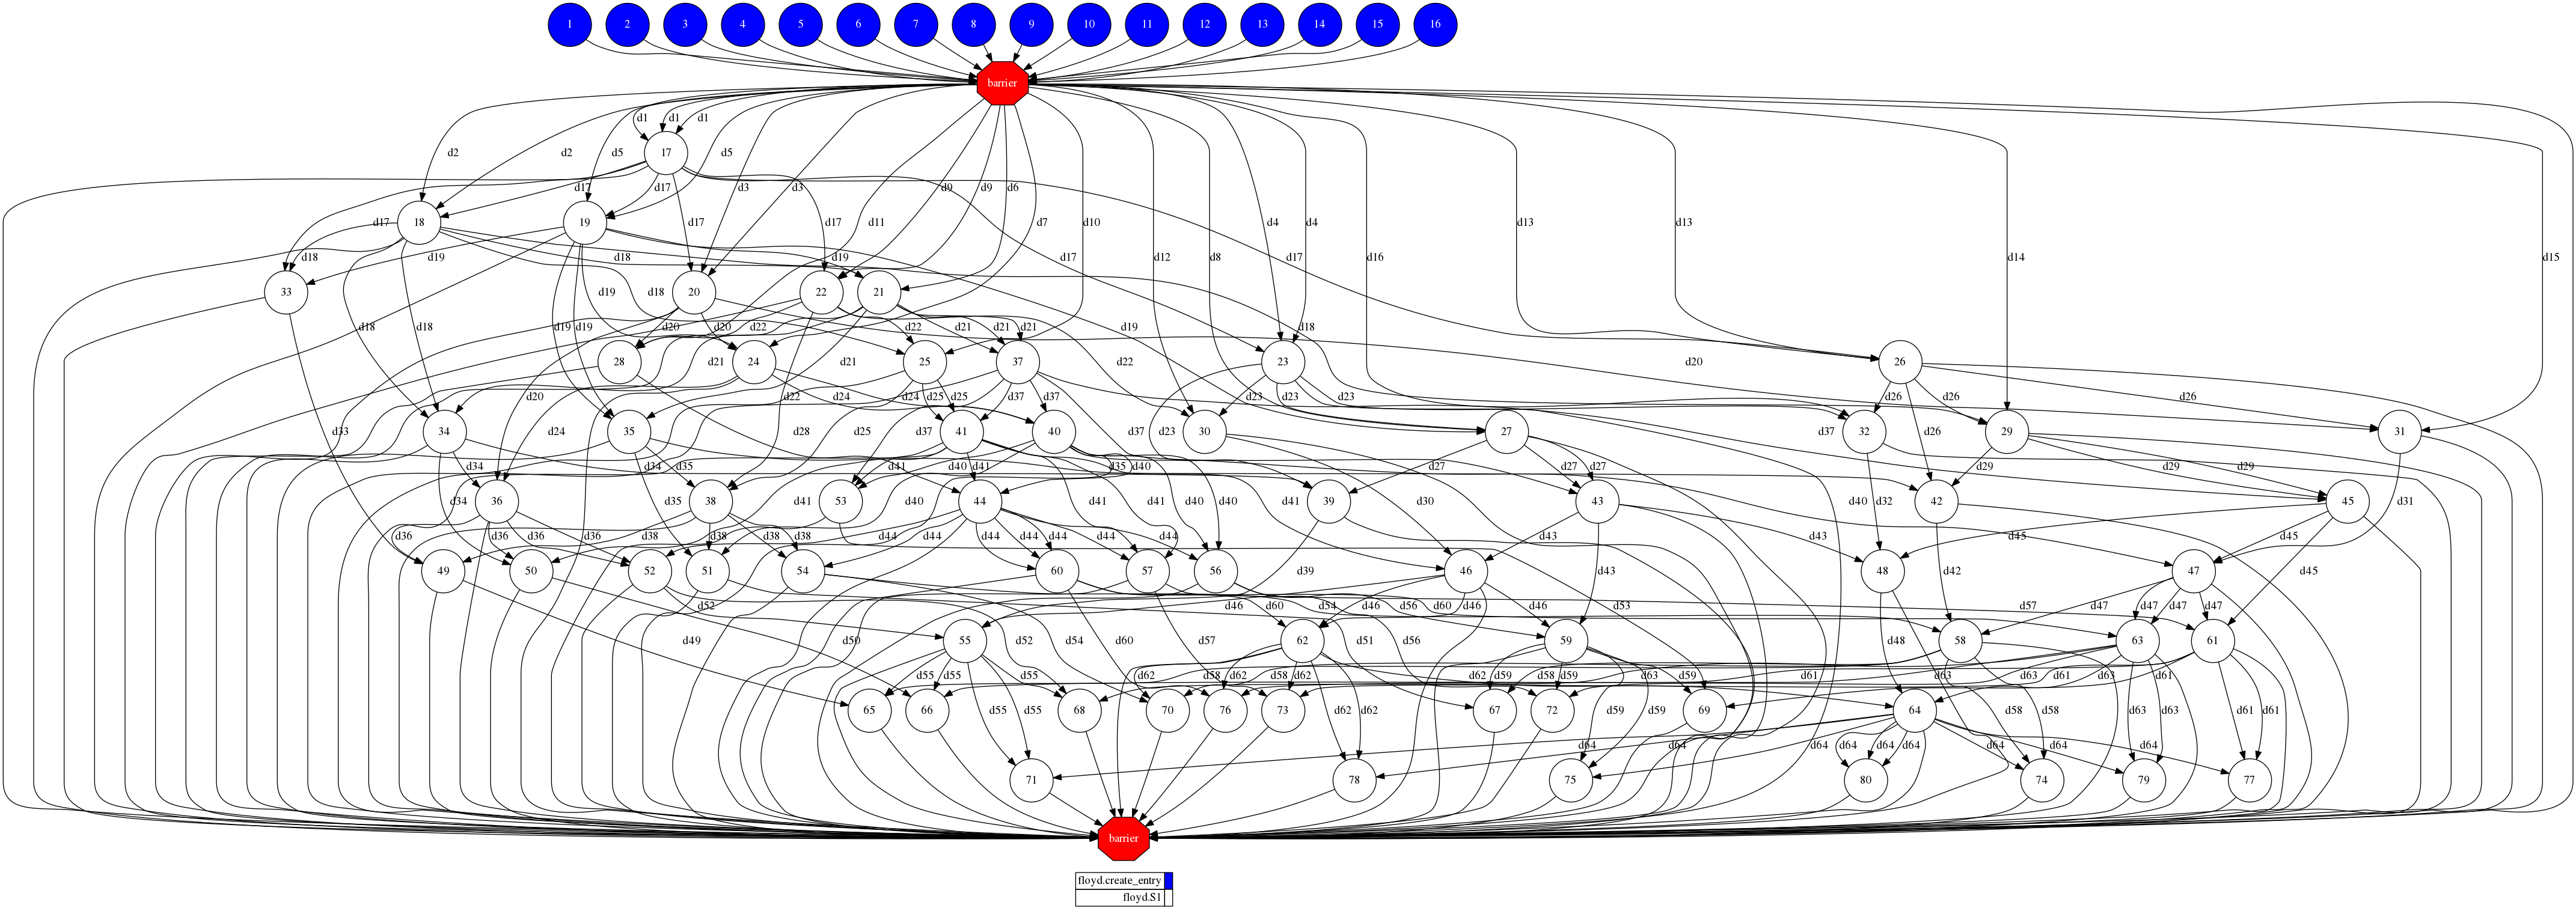 1 2 3 4 5 6 7 8 9 10 11 12 13 14 15 16
barrier
d1 d1 d1
17
d2 d2 d5 d5 d3 d3 d9 d9 d6 d4 d4 d13 d13
d17 d17
18 19
d17 d17 d17 d11 d7 d10
d18 d19 d18 d19 d17 d17 d12 d8 d16 d14 d15
33 20 22 21
d19 d18 d18
d18 d18 d19 d19 d20 d20 d22 d22 d21 d21 d19 d18
28 24 25 37 23 26
d21 d21 d22 d20
d20 d22 d24 d24 d25 d25 d37 d37 d23 d23 d23 d26 d26 d26
34 35 41 40 30 27 32 29 31
d33 d24 d28 d25 d37 d37 d23 d26 d37
d34 d34 d35 d41 d41 d40 d35 d40 d27 d27 d27 d29 d29 d29
36 38 53 44 39 43 42 45
d34 d35 d41 d40 d41 d41 d40 d40 d41 d30 d40 d32 d31
d36 d36 d36 d38 d38 d38 d44 d44 d44 d44 d44 d44 d43 d43 d45 d45
49 50 52 51 54 60 57 56 46 48 47
d39 d43 d42 d45
d52 d46 d60 d54 d56 d60 d46 d46 d46 d53 d57 d47 d47 d47 d47
55 62 59 58 63 61
d49 d50 d52 d54 d60 d57 d51 d56 d48
d55 d55 d55 d58 d62 d62 d62 d58 d63 d62 d58 d59 d59 d59 d61 d63 d63 d61 d63 d61
65 66 68 70 76 73 67 72 69 64
d55 d55 d62 d62 d59 d59 d58 d58 d63 d63 d61 d61
d64 d64 d64 d64 d64 d64 d64 d64 d64
71 78 75 80 74 79 77
barrier
floyd.create_entry
floyd.S1